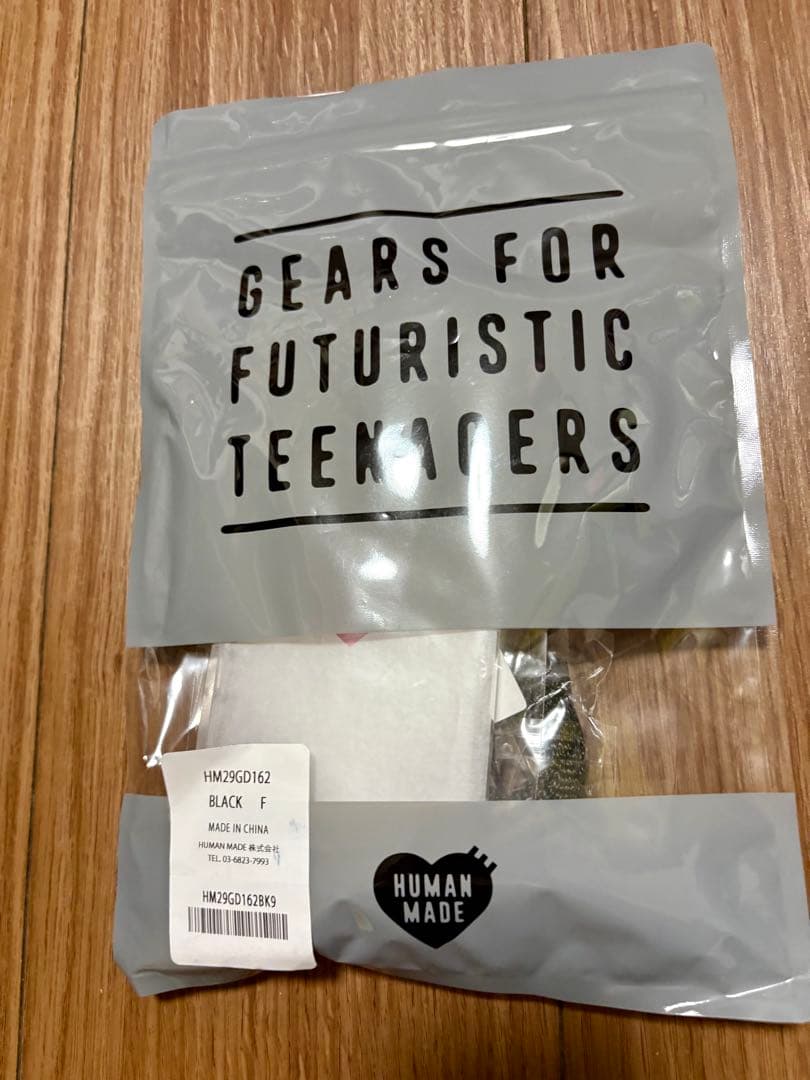 GEARS FOR
FUTURISTIC
TEENAGERS
HM29GD162
BLACK F
MADE IN CHINA
HUMAN MADE 株式会社
TEL. 03-6823-7993
HM29GD162BK9
HUMAN
MADE